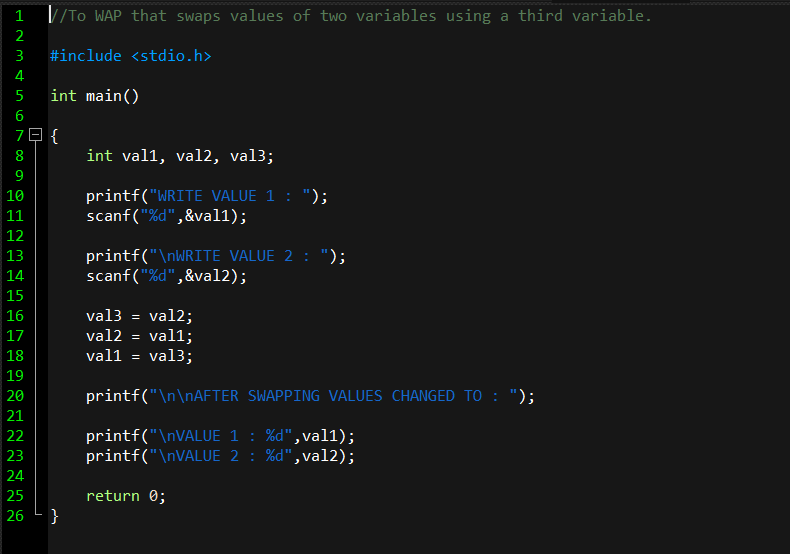 1 //To WAP that swaps values of two variables using a third variable.
2
3 #include <stdio.h>
4
5 int main()
6
7 {
8     int val1, val2, val3;
9
10     printf("WRITE VALUE 1 : ");
11     scanf("%d",&val1);
12
13     printf("\nWRITE VALUE 2 : ");
14     scanf("%d",&val2);
15
16     val3 = val2;
17     val2 = val1;
18     val1 = val3;
19
20     printf("\n\nAFTER SWAPPING VALUES CHANGED TO : ");
21
22     printf("\nVALUE 1 : %d",val1);
23     printf("\nVALUE 2 : %d",val2);
24
25     return 0;
26 }